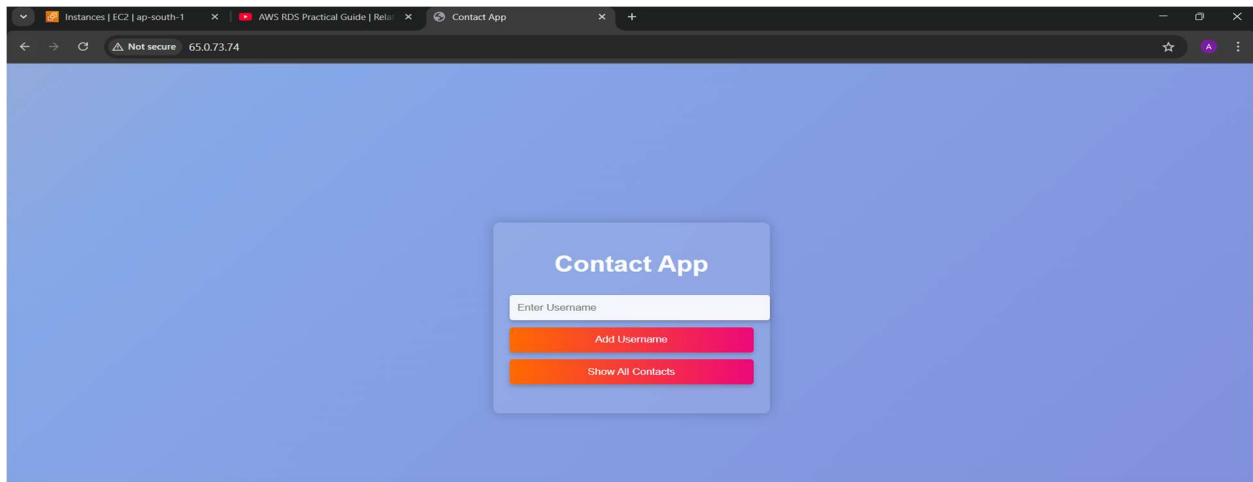 Instances | EC2 | ap-south-1
AWS RDS Practical Guide | Rela
Contact App
Not secure
65.0.73.74
A
Contact App
Enter Username
Add Username
Show All Contacts